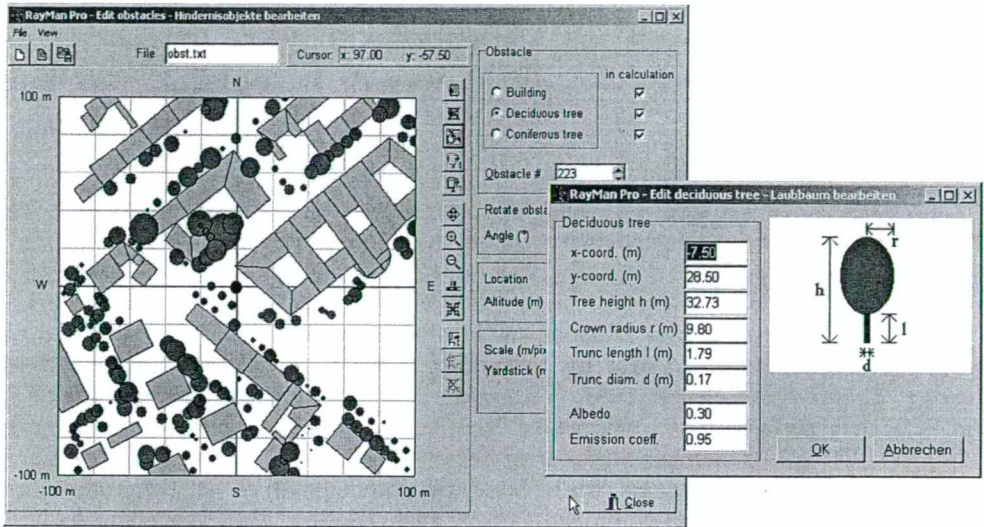 RayMan Pro - Edit obstacles - Hindernisobjekte bearbeiten
File View
File obst.txt
Cursor: x: 97.00 y: -57.50
N
100 m
W
E
-100 m
-100 m
S
100 m
Obstacle
in calculation
Building
Deciduous tree
Coniferous tree
Obstacle # 223
Rotate obsta
Angle (°)
Location
Altitude (m)
Scale (m/pix
Yardstick (m
Close
RayMan Pro - Edit deciduous tree - Laubbaum bearbeiten
Deciduous tree
x-coord. (m) -7.50
y-coord. (m) 28.50
Tree height h (m) 32.73
Crown radius r (m) 9.80
Trunc length l (m) 1.79
Trunc diam. d (m) 0.17
Albedo 0.30
Emission coeff. 0.95
r
h
l
d
OK
Abbrechen